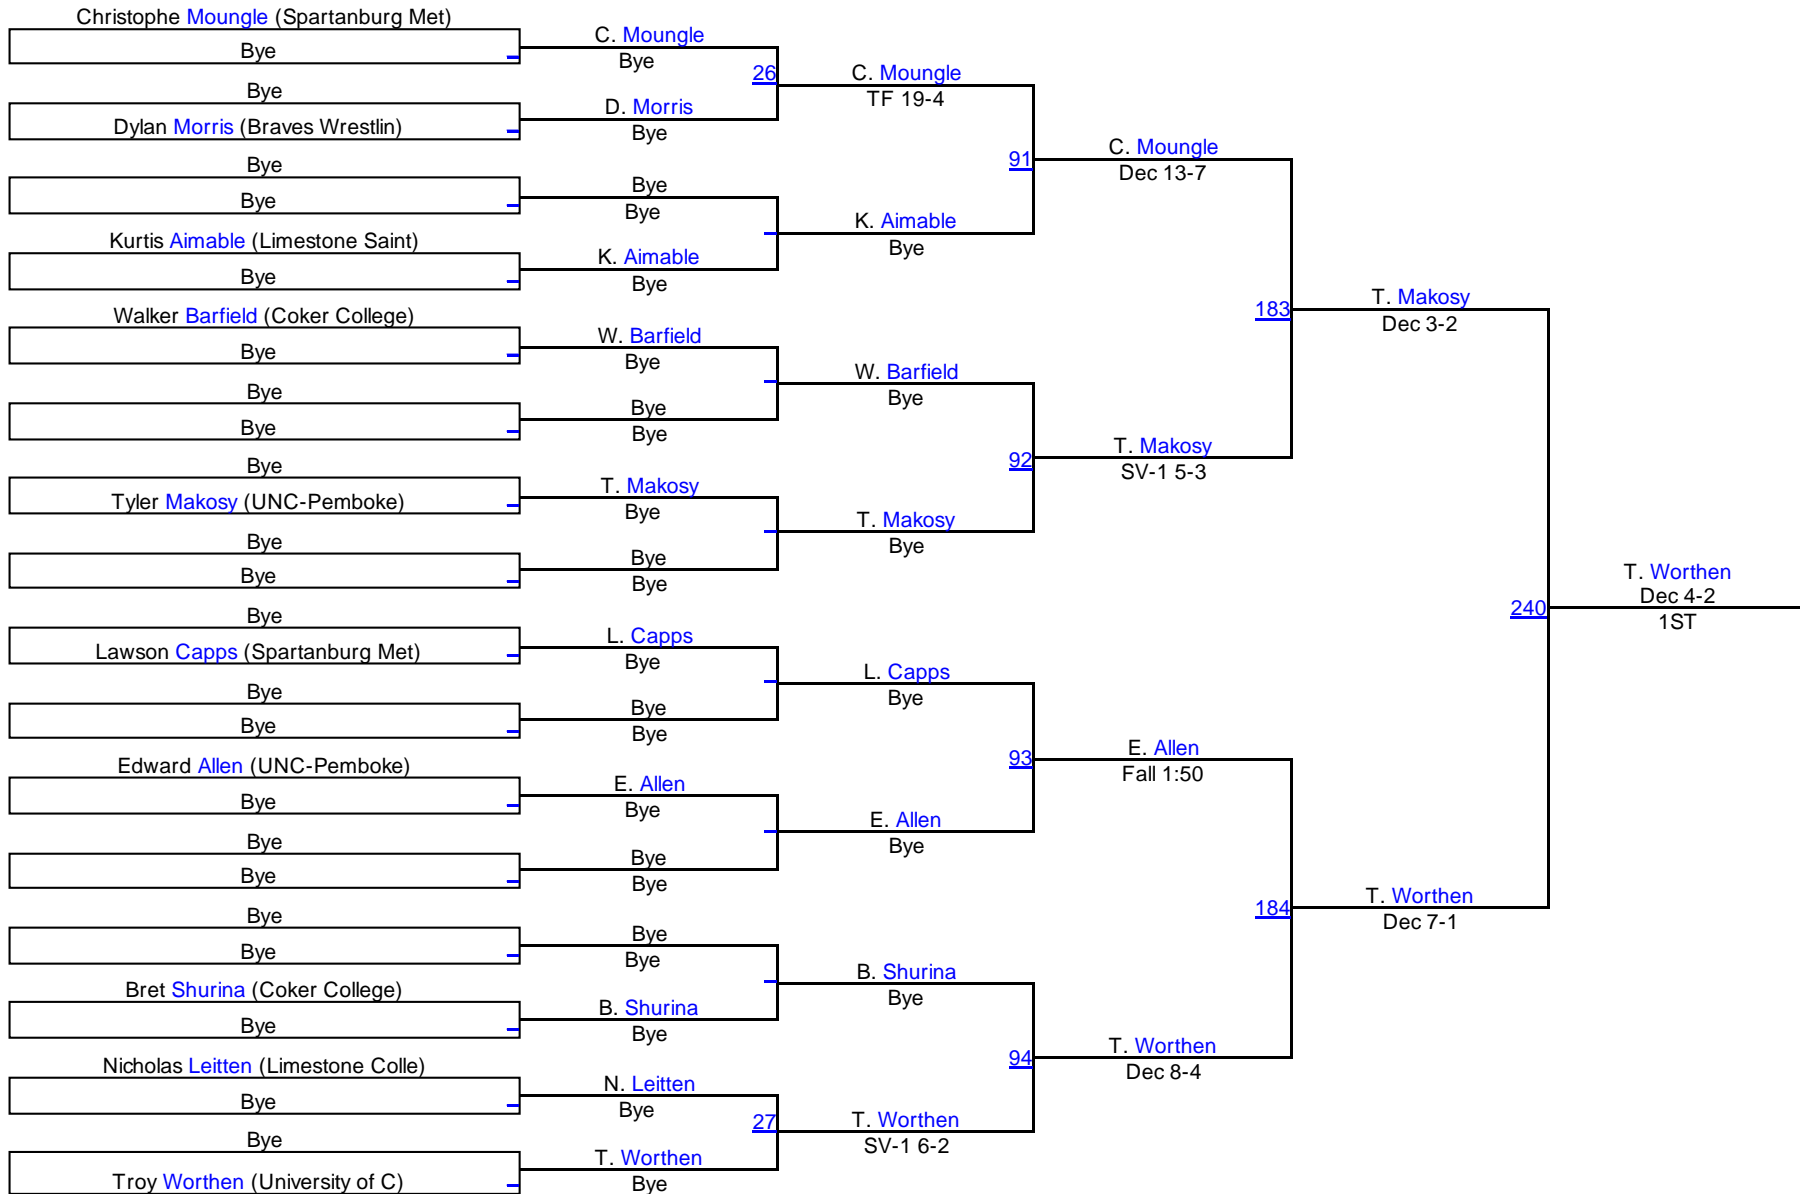 Christophe Moungle (Spartanburg Met)
Bye
Bye
Dylan Morris (Braves Wrestlin)
Bye
Bye
Kurtis Aimable (Limestone Saint)
Bye
Walker Barfield (Coker College)
Bye
Bye
Bye
Bye
Tyler Makosy (UNC-Pemboke)
Bye
Bye
Bye
Lawson Capps (Spartanburg Met)
Bye
Bye
Edward Allen (UNC-Pemboke)
Bye
Bye
Bye
Bye
Bye
Bret Shurina (Coker College)
Bye
Nicholas Leitten (Limestone Colle)
Bye
Bye
Troy Worthen (University of C)
C. Moungle
Bye
26
D. Morris
Bye
Bye
Bye
K. Aimable
Bye
W. Barfield
Bye
Bye
Bye
T. Makosy
Bye
Bye
Bye
L. Capps
Bye
Bye
Bye
E. Allen
Bye
Bye
Bye
Bye
Bye
B. Shurina
Bye
N. Leitten
Bye
27
T. Worthen
Bye
C. Moungle
TF 19-4
91
K. Aimable
Bye
W. Barfield
Bye
92
T. Makosy
Bye
L. Capps
Bye
93
E. Allen
Bye
B. Shurina
Bye
94
T. Worthen
SV-1 6-2
C. Moungle
Dec 13-7
183
T. Makosy
SV-1 5-3
E. Allen
Fall 1:50
184
T. Worthen
Dec 8-4
T. Makosy
Dec 3-2
240
T. Worthen
Dec 7-1
T. Worthen
Dec 4-2
1ST